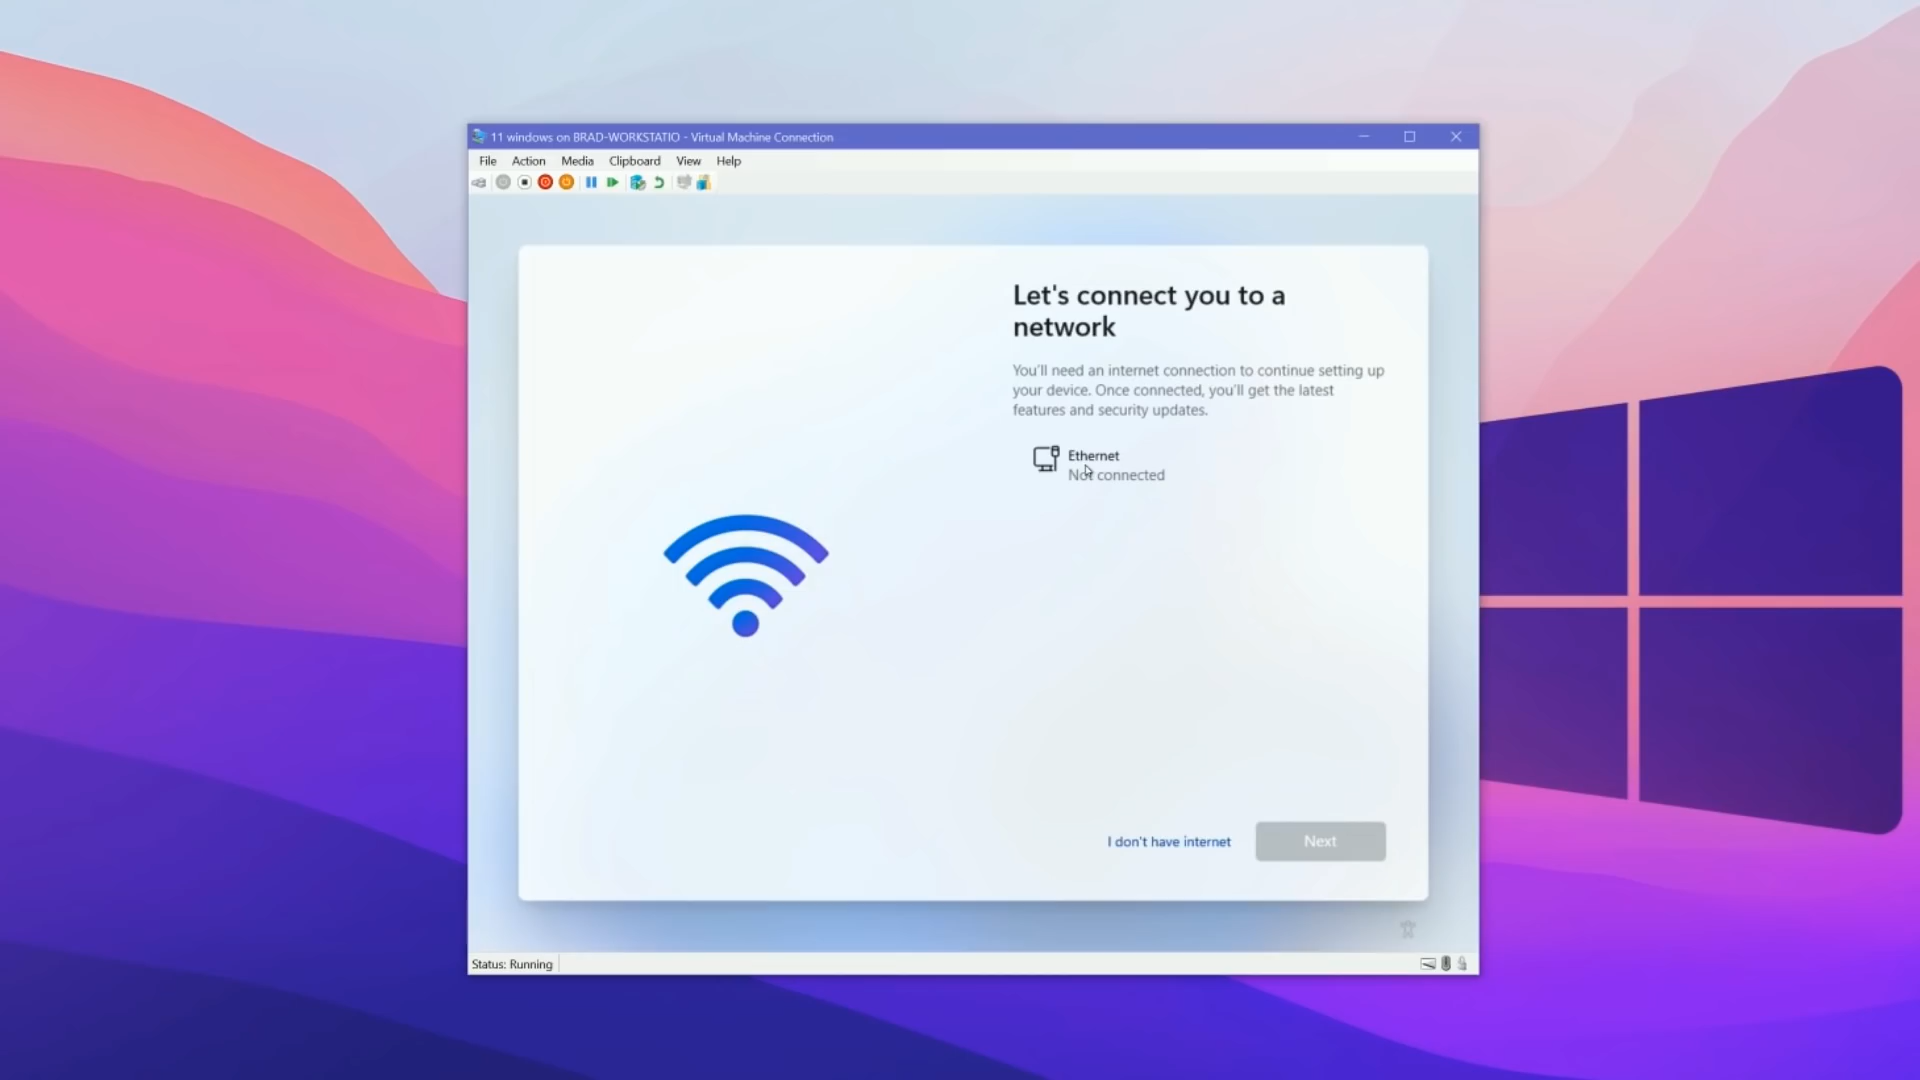 11 windows on BRAD-WORKSTATIO - Virtual Machine Connection
File Action Media Clipboard View Help
Let's connect you to a
network
You'll need an internet connection to continue setting up
your device. Once connected, you'll get the latest
features and security updates.
Ethernet
Not connected
I don't have internet
Next
Status: Running